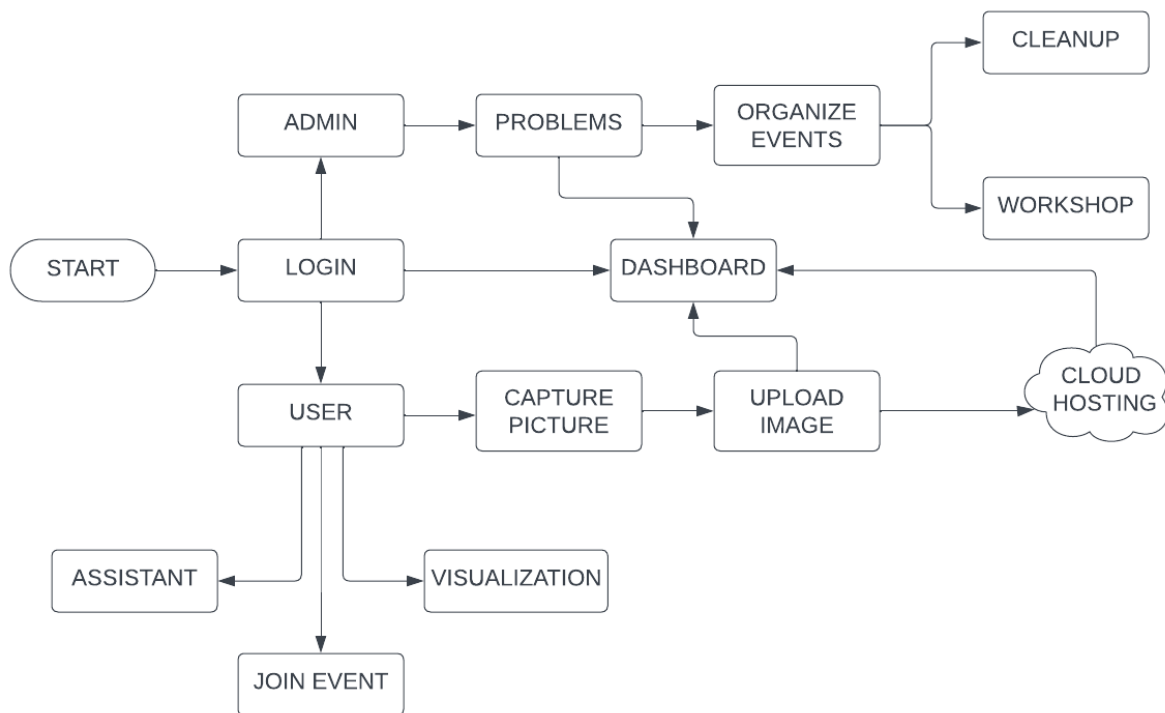 CLEANUP
ADMIN
PROBLEMS
ORGANIZE
EVENTS
WORKSHOP
START
LOGIN
DASHBOARD
USER
CAPTURE
PICTURE
UPLOAD
IMAGE
CLOUD
HOSTING
ASSISTANT
VISUALIZATION
JOIN EVENT